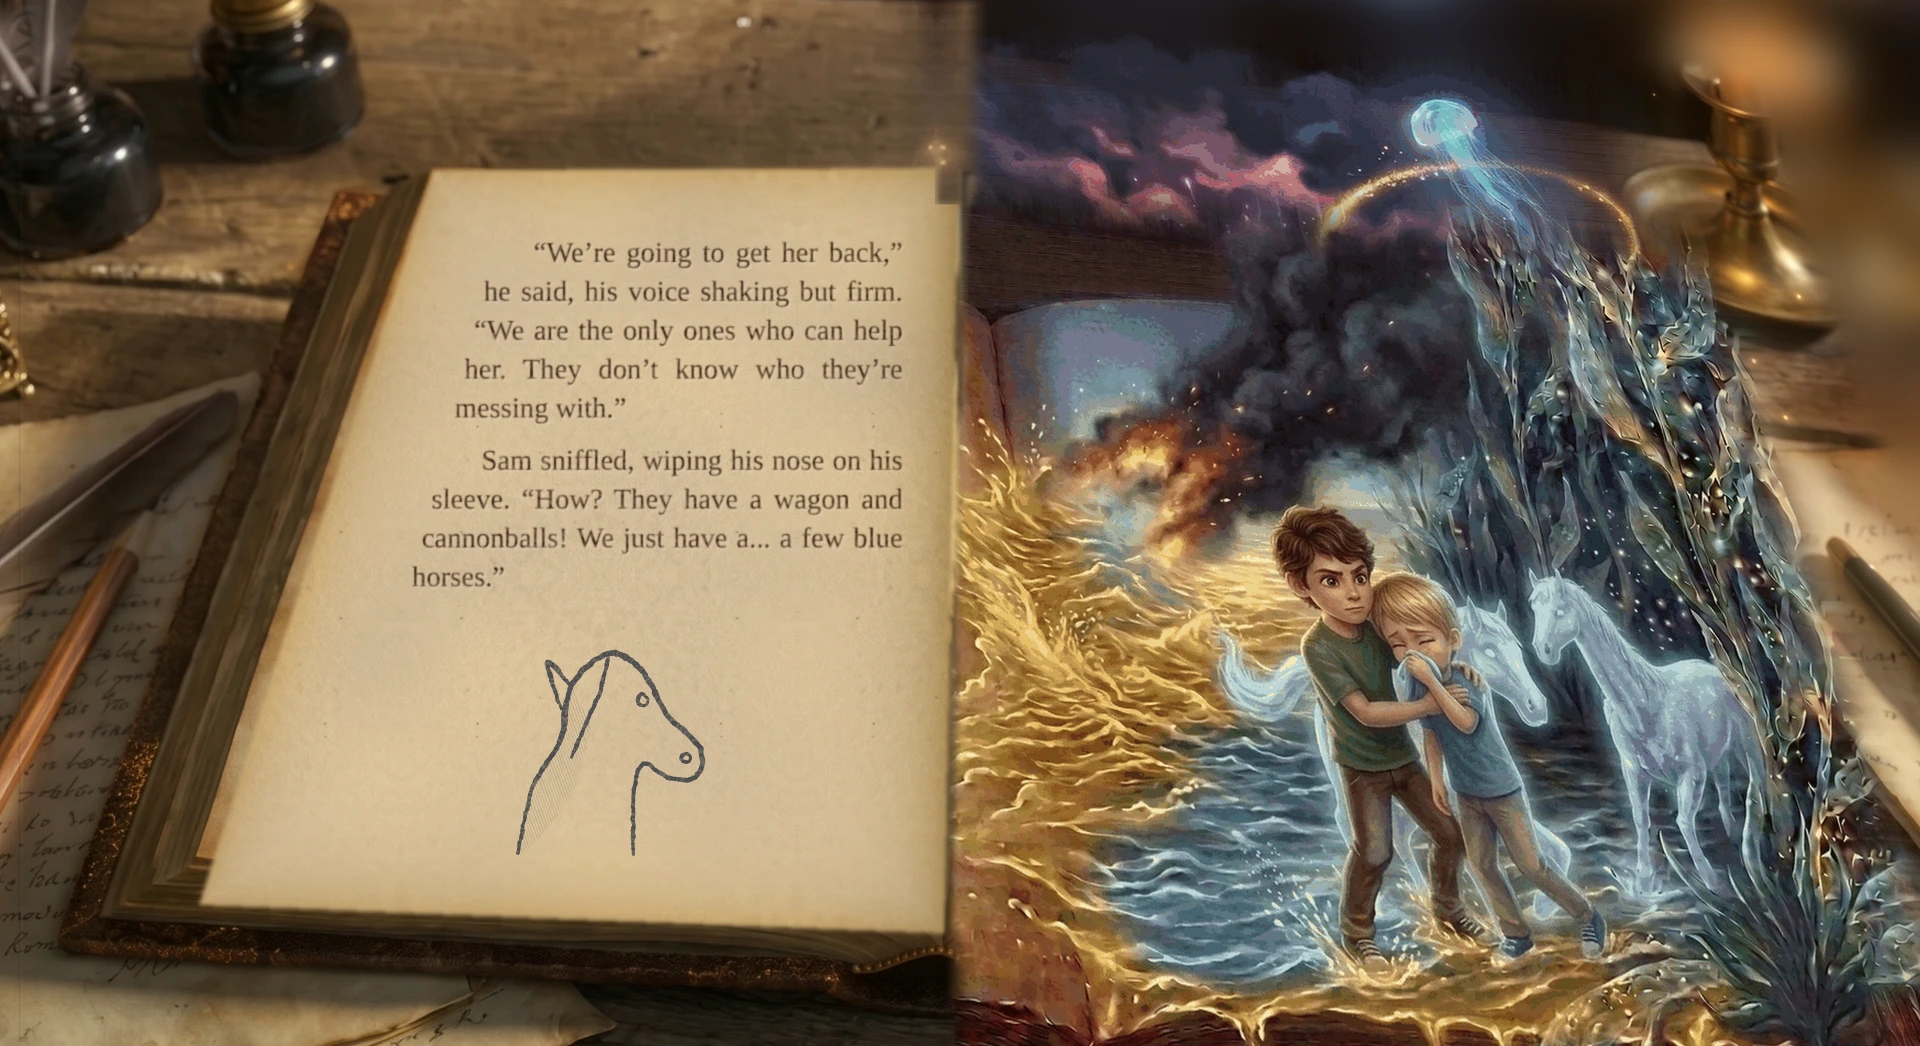 “We’re going to get her back,”
he said, his voice shaking but firm.
“We are the only ones who can help
her. They don’t know who they’re
messing with.”
Sam sniffled, wiping his nose on his
sleeve. “How? They have a wagon and
cannonballs! We just have a... a few blue
horses.”